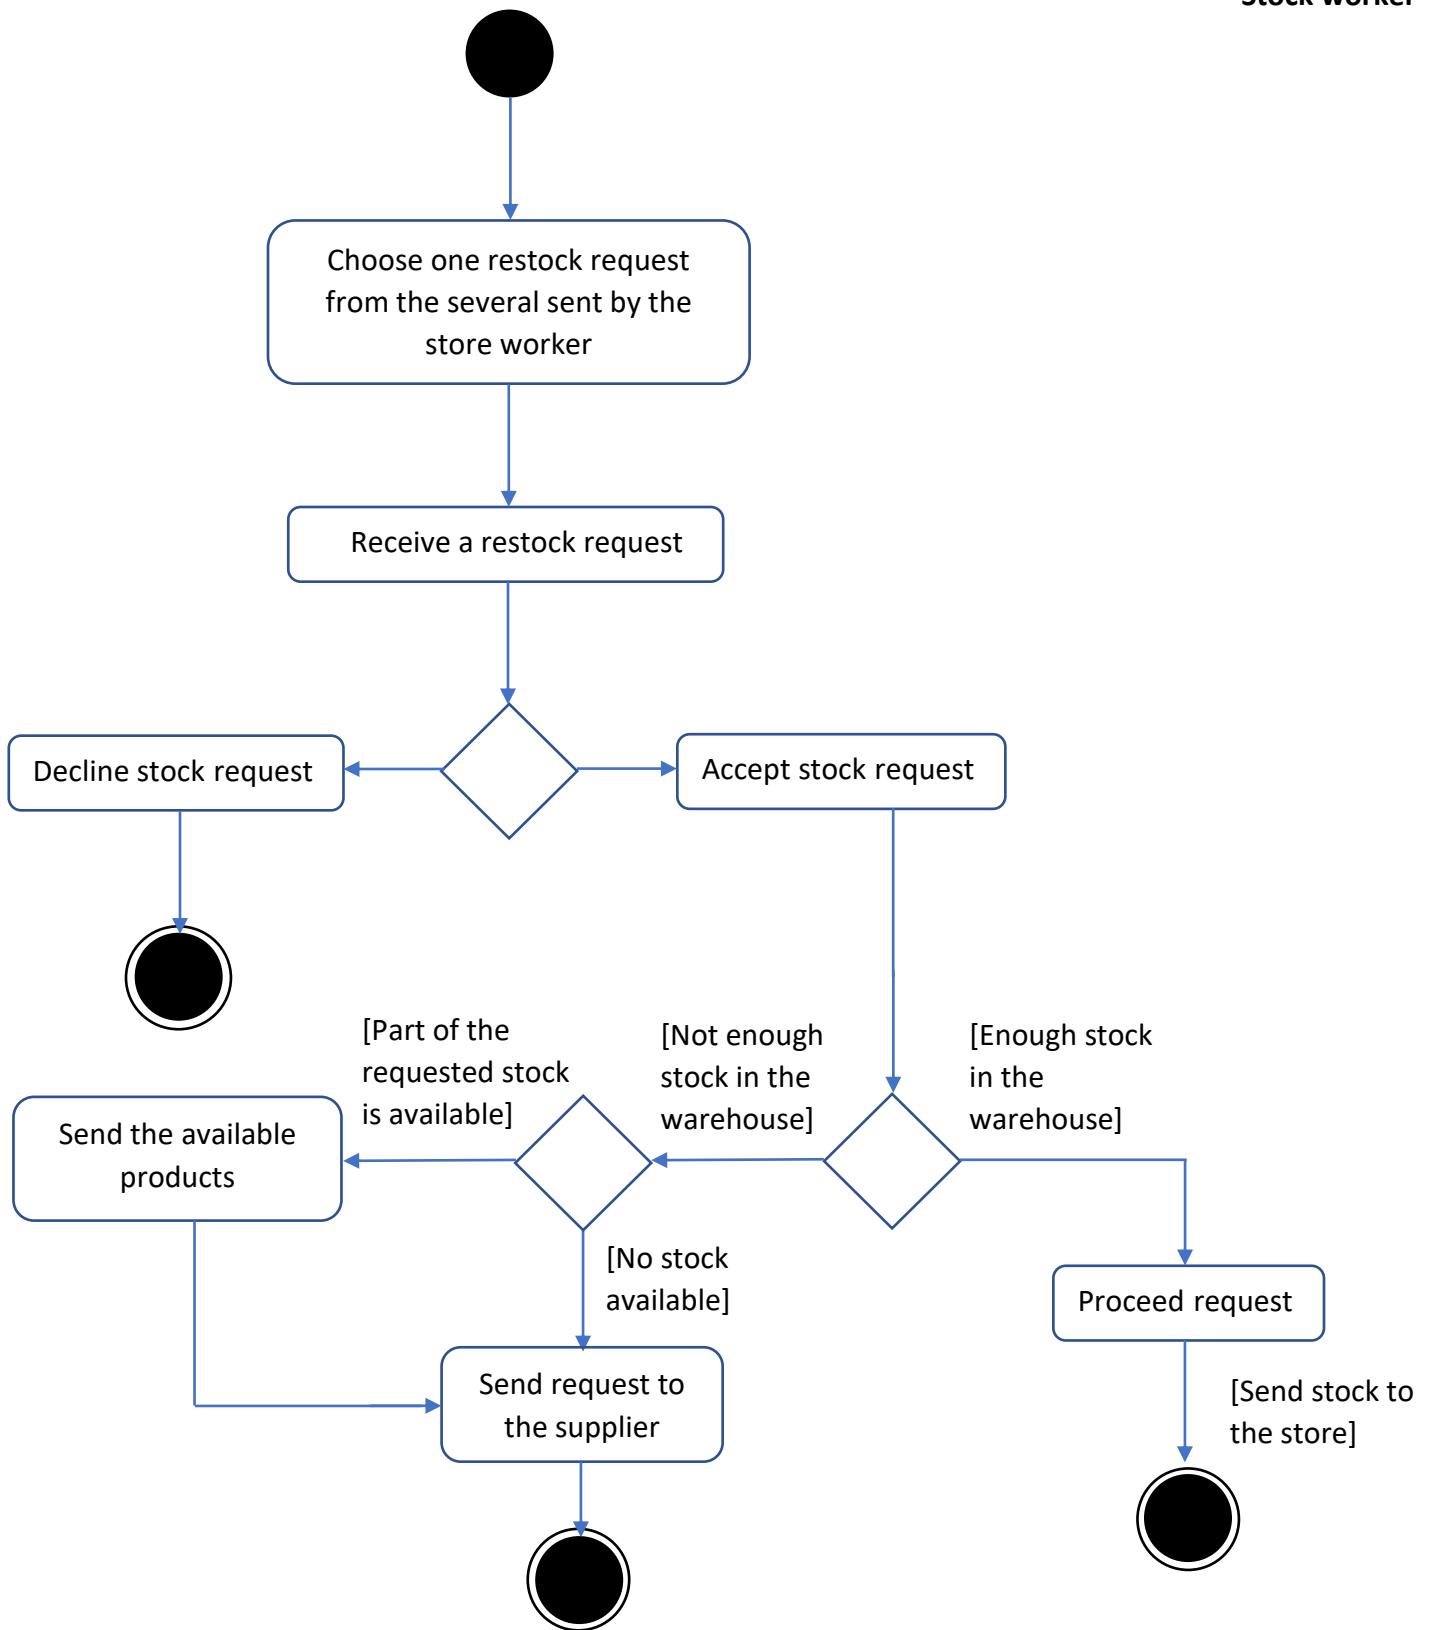 Stock worker
Choose one restock request
from the several sent by the
store worker
Receive a restock request
Decline stock request
Accept stock request
[Part of the
requested stock
is available]
[Not enough
stock in the
warehouse]
[Enough stock
in the
warehouse]
Send the available
products
[No stock
available]
Proceed request
Send request to
the supplier
[Send stock to
the store]